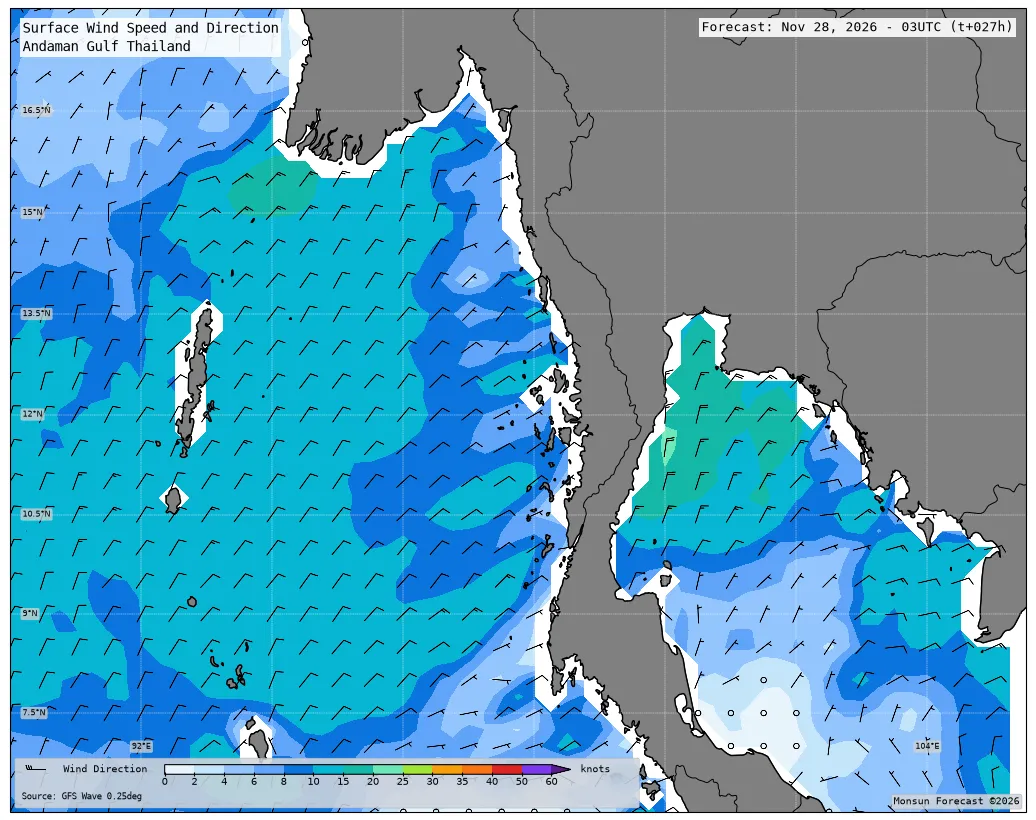 Surface Wind Speed and Direction
Andaman Gulf Thailand
Forecast: Nov 28, 2026 - 03UTC (t+027h)
16.5°N
15°N
13.5°N
12°N
10.5°N
9°N
7.5°N
92°E
104°E
Wind Direction
knots
0 2 4 6 8 10 15 20 25 30 35 40 50 60
Source: GFS Wave 0.25deg
Monsun Forecast ©2026